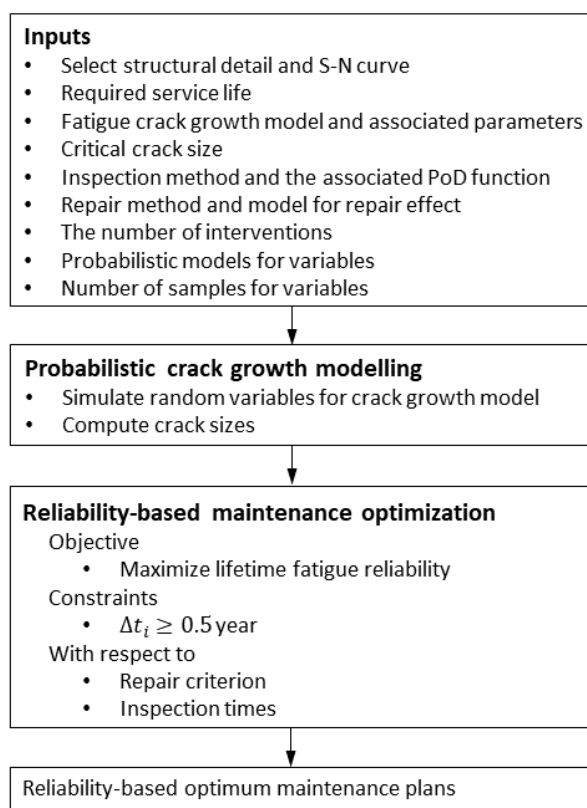 Inputs
• Select structural detail and S-N curve
• Required service life
• Fatigue crack growth model and associated parameters
• Critical crack size
• Inspection method and the associated PoD function
• Repair method and model for repair effect
• The number of interventions
• Probabilistic models for variables
• Number of samples for variables
Probabilistic crack growth modelling
• Simulate random variables for crack growth model
• Compute crack sizes
Reliability-based maintenance optimization
Objective
• Maximize lifetime fatigue reliability
Constraints
• Δtᵢ ≥ 0.5 year
With respect to
• Repair criterion
• Inspection times
Reliability-based optimum maintenance plans